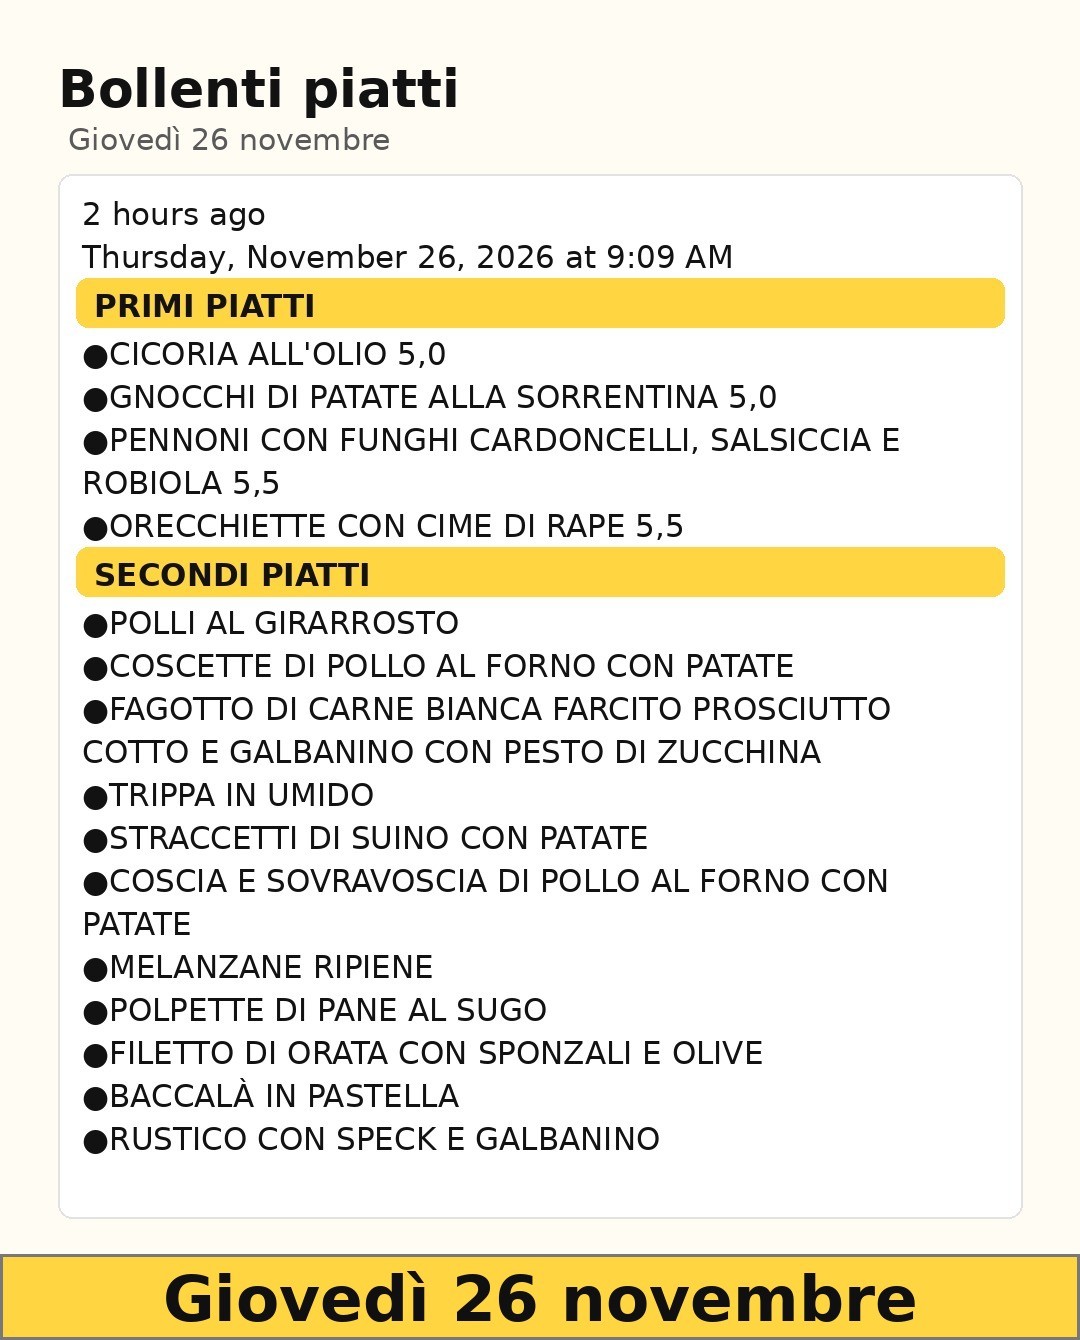 Bollenti piatti
Giovedì 26 novembre
2 hours ago
Thursday, November 26, 2026 at 9:09 AM
PRIMI PIATTI
●CICORIA ALL'OLIO 5,0
●GNOCCHI DI PATATE ALLA SORRENTINA 5,0
●PENNONI CON FUNGHI CARDONCELLI, SALSICCIA E
ROBIOLA 5,5
●ORECCHIETTE CON CIME DI RAPE 5,5
SECONDI PIATTI
●POLLI AL GIRARROSTO
●COSCETTE DI POLLO AL FORNO CON PATATE
●FAGOTTO DI CARNE BIANCA FARCITO PROSCIUTTO
COTTO E GALBANINO CON PESTO DI ZUCCHINA
●TRIPPA IN UMIDO
●STRACCETTI DI SUINO CON PATATE
●COSCIA E SOVRAVOSCIA DI POLLO AL FORNO CON
PATATE
●MELANZANE RIPIENE
●POLPETTE DI PANE AL SUGO
●FILETTO DI ORATA CON SPONZALI E OLIVE
●BACCALÀ IN PASTELLA
●RUSTICO CON SPECK E GALBANINO
Giovedì 26 novembre